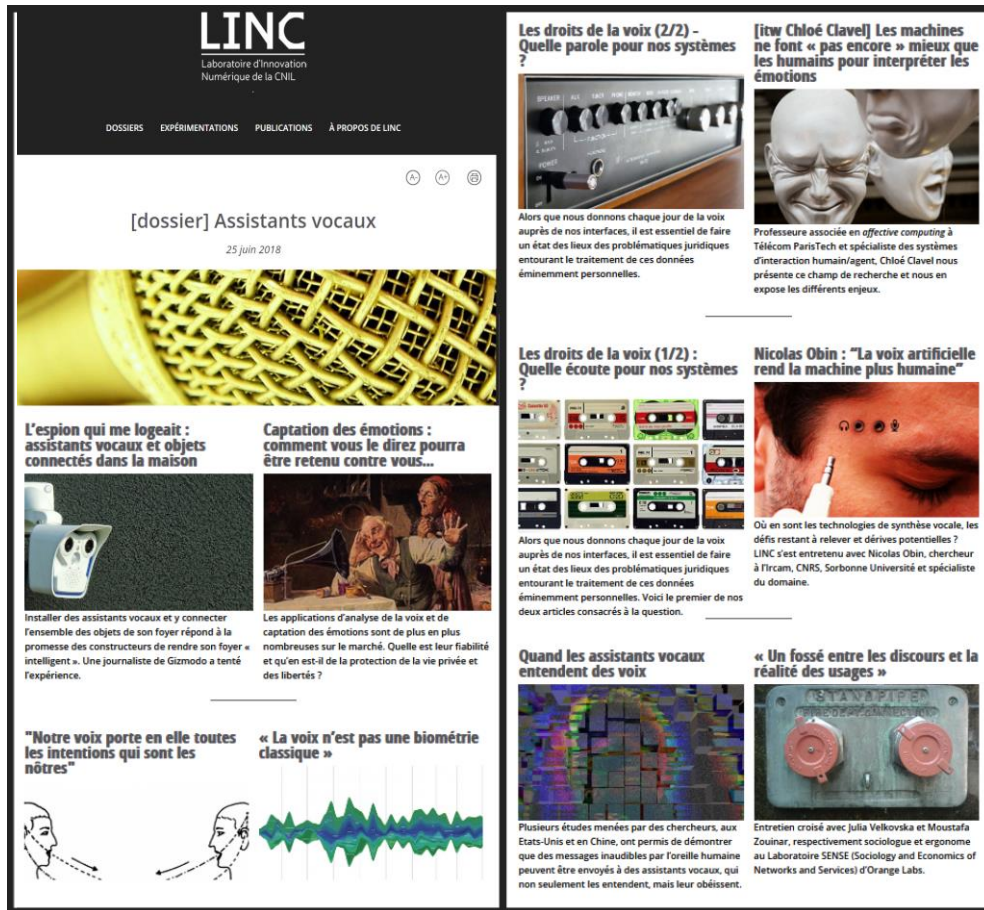 LINC
Laboratoire d'Innovation
Numérique de la CNIL
DOSSIERS EXPÉRIMENTATIONS PUBLICATIONS À PROPOS DE LINC
A- A+
[dossier] Assistants vocaux
25 juin 2018
L'espion qui me logeait :
assistants vocaux et objets
connectés dans la maison
Installer des assistants vocaux et y connecter
l'ensemble des objets de son foyer répond à la
promesse des constructeurs de rendre son foyer «
intelligent ». Une journaliste de Gizmodo a tenté
l'expérience.
Captation des émotions :
comment vous le direz pourra
être retenu contre vous...
Les applications d'analyse de la voix et de
captation des émotions sont de plus en plus
nombreuses sur le marché. Quelle est leur fiabilité
et qu'en est-il de la protection de la vie privée et
des libertés ?
"Notre voix porte en elle toutes
les intentions qui sont les
nôtres"
« La voix n'est pas une biométrie
classique »
Les droits de la voix (2/2) -
Quelle parole pour nos systèmes
?
SPEAKER
POWER
Alors que nous donnons chaque jour de la voix
auprès de nos interfaces, il est essentiel de faire
un état des lieux des problématiques juridiques
entourant le traitement de ces données
éminemment personnelles.
[itw Chloé Clavel] Les machines
ne font « pas encore » mieux que
les humains pour interpréter les
émotions
Professeure associée en affective computing à
Télécom ParisTech et spécialiste des systèmes
d'interaction humain/agent, Chloé Clavel nous
présente ce champ de recherche et nous en
expose les différents enjeux.
Les droits de la voix (1/2) :
Quelle écoute pour nos systèmes
?
Alors que nous donnons chaque jour de la voix
auprès de nos interfaces, il est essentiel de faire
un état des lieux des problématiques juridiques
entourant le traitement de ces données
éminemment personnelles. Voici le premier de nos
deux articles consacrés à la question.
Nicolas Obin : “La voix artificielle
rend la machine plus humaine”
Où en sont les technologies de synthèse vocale, les
défis restant à relever et dérives potentielles ?
LINC s'est entretenu avec Nicolas Obin, chercheur
à l'Ircam, CNRS, Sorbonne Université et spécialiste
du domaine.
Quand les assistants vocaux
entendent des voix
Plusieurs études menées par des chercheurs, aux
Etats-Unis et en Chine, ont permis de démontrer
que des messages inaudibles par l'oreille humaine
peuvent être envoyés à des assistants vocaux, qui
non seulement les entendent, mais leur obéissent.
« Un fossé entre les discours et la
réalité des usages »
STANDPIPE
FIRE DEPT CONNECTION
Entretien croisé avec Julia Velkovska et Moustafa
Zouinar, respectivement sociologue et ergonome
au Laboratoire SENSE (Sociology and Economics of
Networks and Services) d'Orange Labs.